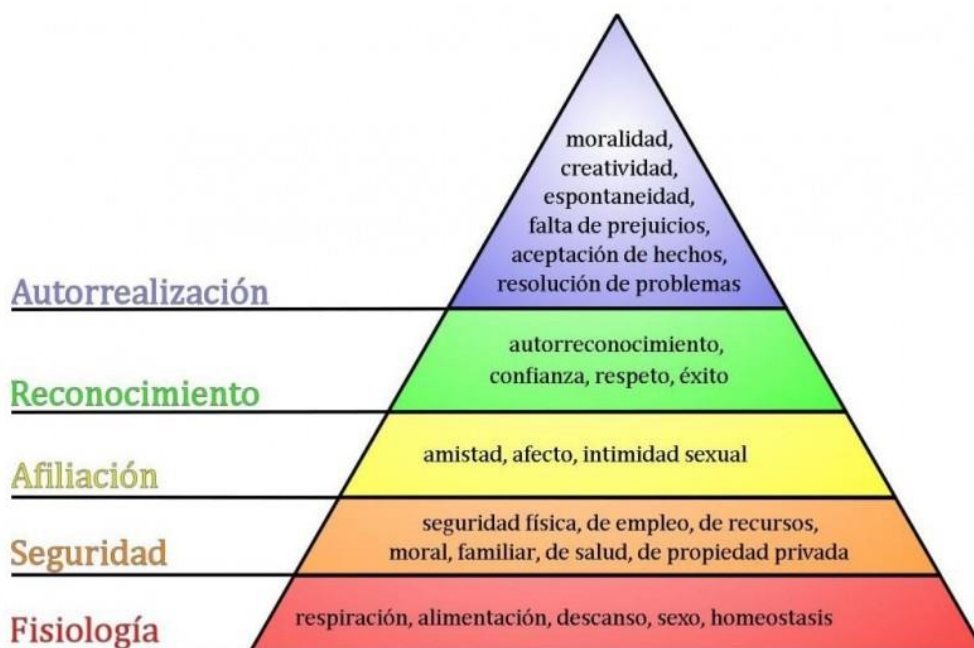 moralidad,
creatividad,
espontaneidad,
falta de prejuicios,
aceptación de hechos,
resolución de problemas
Autorrealización
autorreconocimiento,
confianza, respeto, éxito
Reconocimiento
amistad, afecto, intimidad sexual
Afiliación
seguridad física, de empleo, de recursos,
moral, familiar, de salud, de propiedad privada
Seguridad
respiración, alimentación, descanso, sexo, homeostasis
Fisiología